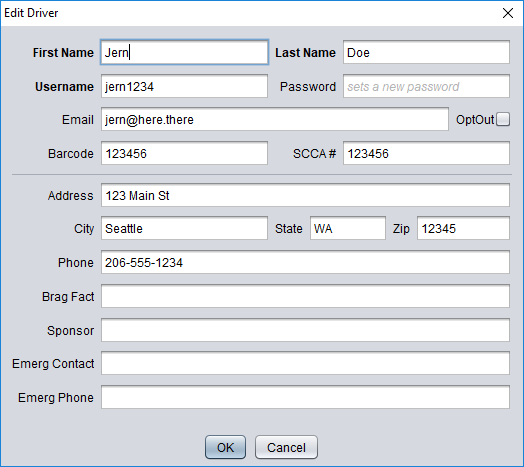 Edit Driver
First Name Jern Last Name Doe
Username jern1234 Password sets a new password
Email jern@here.there OptOut
Barcode 123456 SCCA # 123456
Address 123 Main St
City Seattle State WA Zip 12345
Phone 206-555-1234
Brag Fact
Sponsor
Emerg Contact
Emerg Phone
OK Cancel